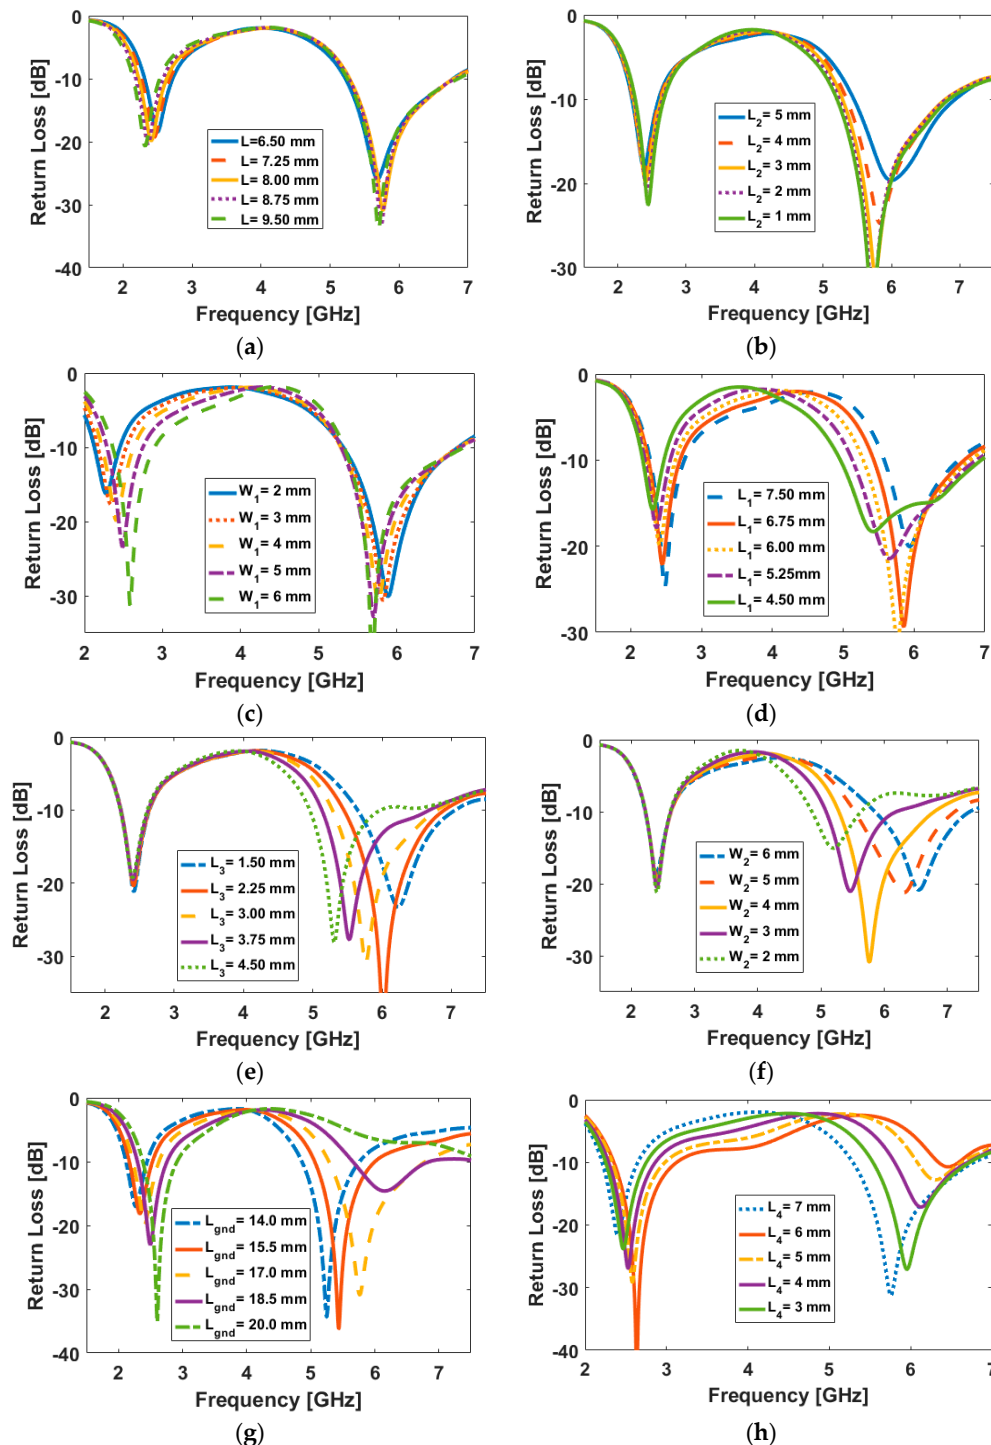 0
-10
-20
-30
-40
Return Loss [dB]
L=6.50 mm
L= 7.25 mm
L= 8.00 mm
L= 8.75 mm
L= 9.50 mm
2 3 4 5 6 7
Frequency [GHz]
(a)
0
-10
-20
-30
Return Loss [dB]
L2= 5 mm
L2= 4 mm
L2= 3 mm
L2= 2 mm
L2= 1 mm
2 3 4 5 6 7
Frequency [GHz]
(b)
0
-10
-20
-30
Return Loss [dB]
W1= 2 mm
W1= 3 mm
W1= 4 mm
W1= 5 mm
W1= 6 mm
2 3 4 5 6 7
Frequency [GHz]
(c)
0
-10
-20
-30
Return Loss [dB]
L1= 7.50 mm
L1= 6.75 mm
L1= 6.00 mm
L1= 5.25mm
L1= 4.50 mm
2 3 4 5 6 7
Frequency [GHz]
(d)
0
-10
-20
-30
Return Loss [dB]
L3= 1.50 mm
L3= 2.25 mm
L3= 3.00 mm
L3= 3.75 mm
L3= 4.50 mm
2 3 4 5 6 7
Frequency [GHz]
(e)
0
-10
-20
-30
Return Loss [dB]
W2= 6 mm
W2= 5 mm
W2= 4 mm
W2= 3 mm
W2= 2 mm
2 3 4 5 6 7
Frequency [GHz]
(f)
0
-10
-20
-30
-40
Return Loss [dB]
Lgnd= 14.0 mm
Lgnd= 15.5 mm
Lgnd= 17.0 mm
Lgnd= 18.5 mm
Lgnd= 20.0 mm
2 3 4 5 6 7
Frequency [GHz]
(g)
0
-10
-20
-30
-40
Return Loss [dB]
L4= 7 mm
L4= 6 mm
L4= 5 mm
L4= 4 mm
L4= 3 mm
2 3 4 5 6 7
Frequency [GHz]
(h)